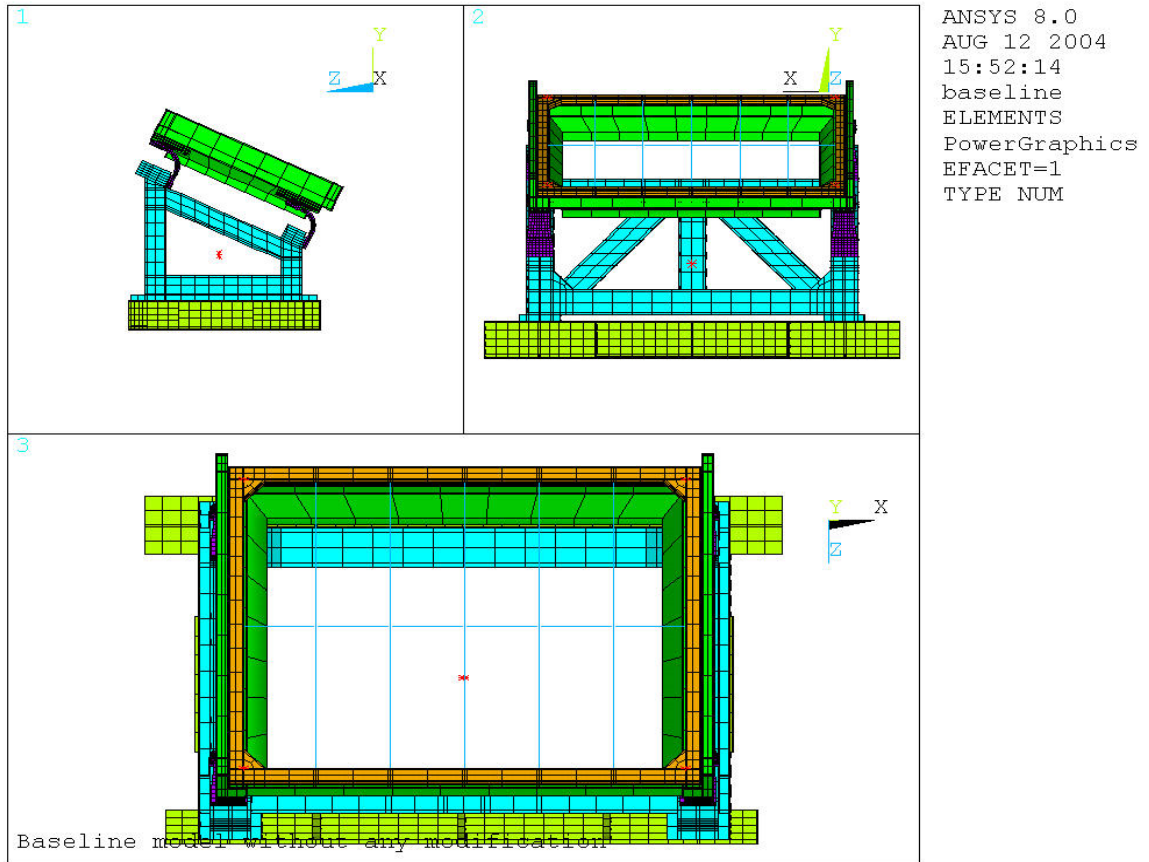 1
Y
Z X
2
Y
X Z
3
Y X
Z
Baseline model without any modification
ANSYS 8.0
AUG 12 2004
15:52:14
baseline
ELEMENTS
PowerGraphics
EFACET=1
TYPE NUM